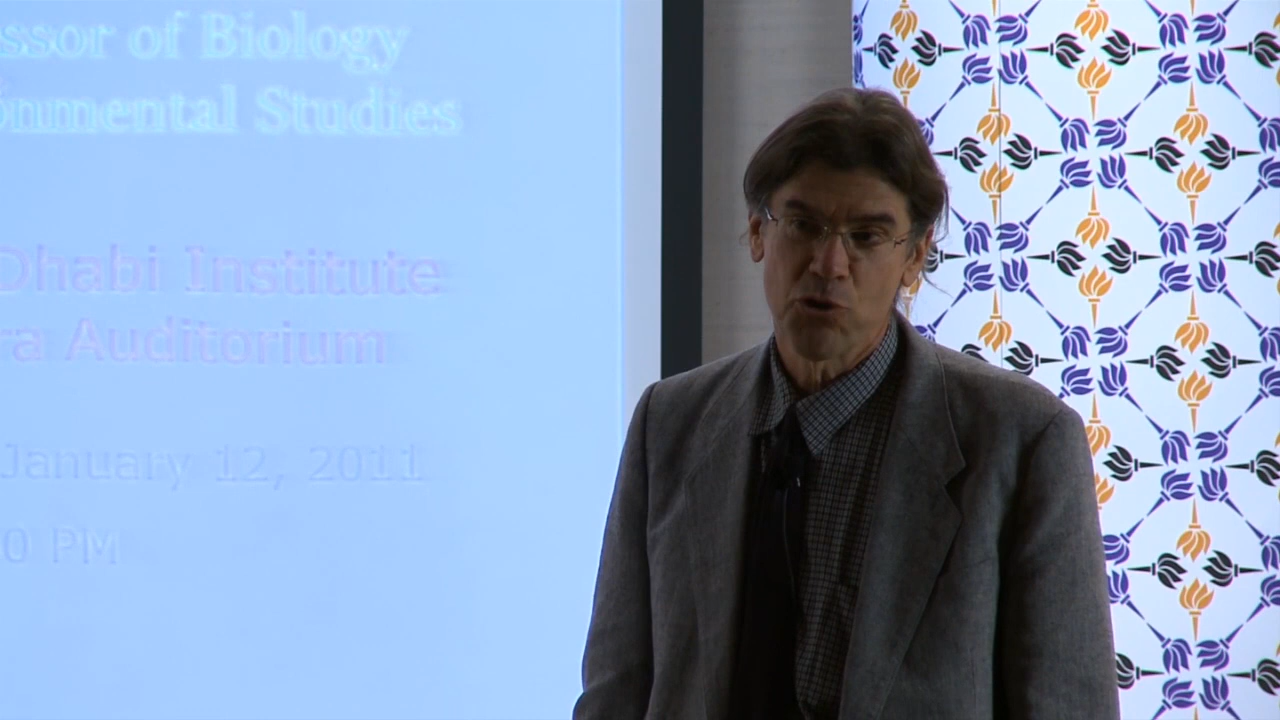 ssor of Biology
onmental Studies
Dhabi Institute
ra Auditorium
January 12, 2011
0 PM